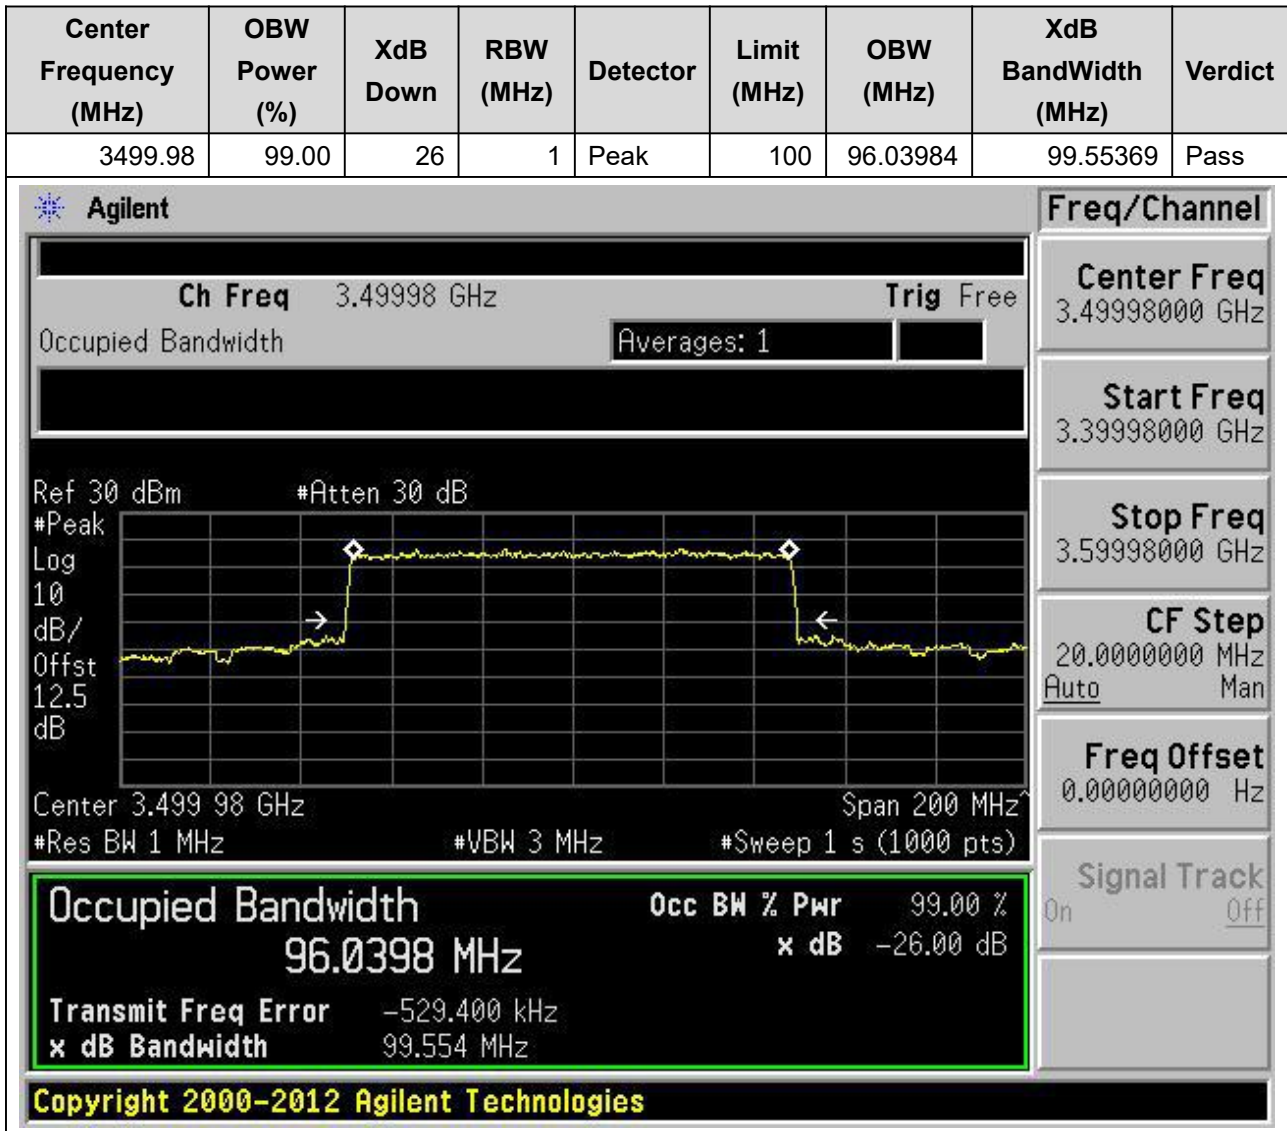 Center Frequency (MHz) OBW Power (%) XdB Down RBW (MHz) Detector Limit (MHz) OBW (MHz) XdB BandWidth (MHz) Verdict
3499.98 99.00 26 1 Peak 100 96.03984 99.55369 Pass
Agilent
Freq/Channel
Ch Freq 3.49998 GHz Trig Free
Occupied Bandwidth Averages: 1
Center Freq
3.49998000 GHz
Start Freq
3.39998000 GHz
Stop Freq
3.59998000 GHz
CF Step
20.0000000 MHz
Auto Man
Freq Offset
0.00000000 Hz
Signal Track
On Off
Ref 30 dBm #Atten 30 dB
#Peak
Log
10
dB/
Offst
12.5
dB
Center 3.499 98 GHz Span 200 MHz^
#Res BW 1 MHz #VBW 3 MHz #Sweep 1 s (1000 pts)
Occupied Bandwidth Occ BW % Pwr 99.00 %
96.0398 MHz x dB -26.00 dB
Transmit Freq Error -529.400 kHz
x dB Bandwidth 99.554 MHz
Copyright 2000-2012 Agilent Technologies